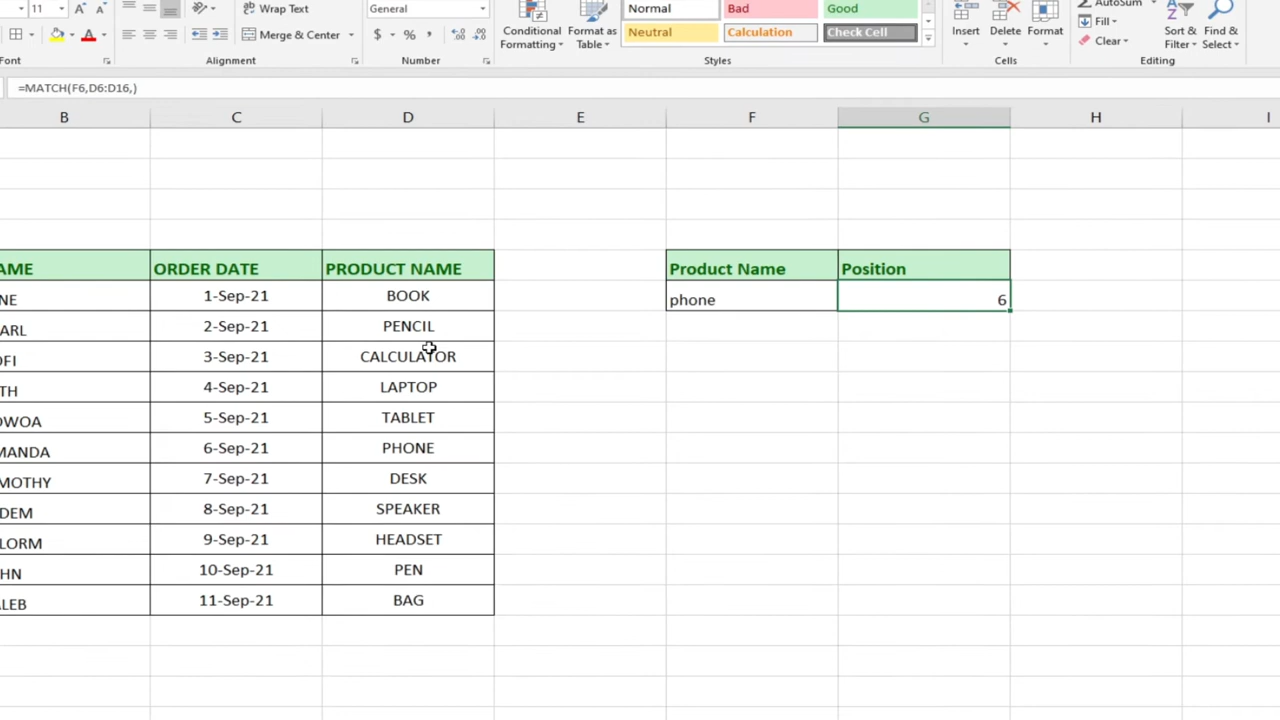 11
Wrap Text
General
Normal
Bad
Good
AutoSum
Conditional
Formatting
Format as
Table
Neutral
Calculation
Check Cell
Insert
Delete
Format
Fill
Sort &
Filter
Find &
Select
Merge & Center
$ % ,
Clear
Font
Alignment
Number
Styles
Cells
Editing
=MATCH(F6,D6:D16,)
B C D E F G H I
AME ORDER DATE PRODUCT NAME Product Name Position
NE 1-Sep-21 BOOK phone 6
ARL 2-Sep-21 PENCIL
OFI 3-Sep-21 CALCULATOR
TH 4-Sep-21 LAPTOP
OWOA 5-Sep-21 TABLET
MANDA 6-Sep-21 PHONE
MOTHY 7-Sep-21 DESK
DEM 8-Sep-21 SPEAKER
LORM 9-Sep-21 HEADSET
HN 10-Sep-21 PEN
ALEB 11-Sep-21 BAG